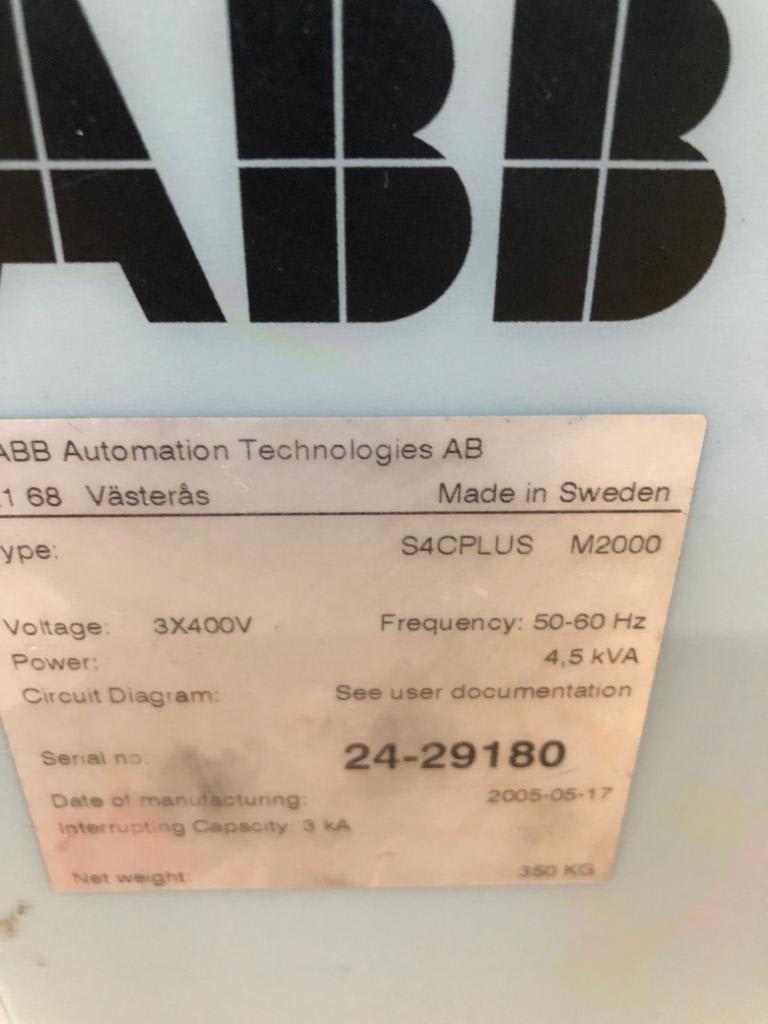 ABB
ABB Automation Technologies AB
1 68 Västerås Made in Sweden
ype: S4CPLUS M2000
Voltage: 3X400V Frequency: 50-60 Hz
Power: 4,5 kVA
Circuit Diagram: See user documentation
Serial no: 24-29180
Date of manufacturing: 2005-05-17
Interrupting Capacity: 3 kA
Net weight: 350 KG